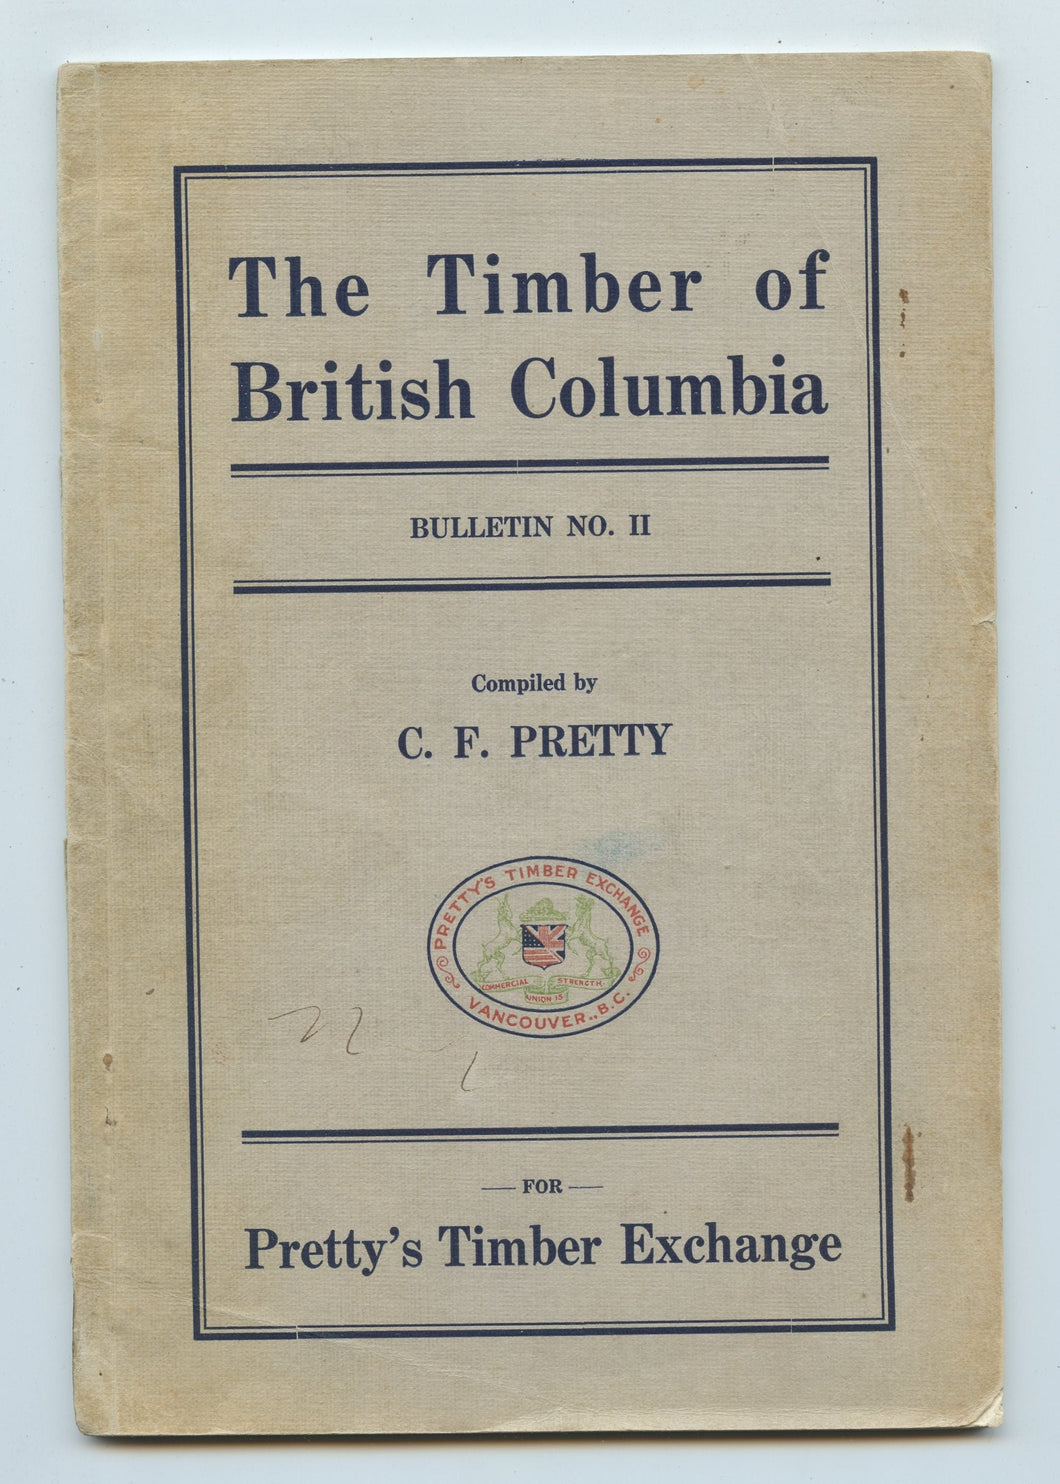 The Timber of
British Columbia
BULLETIN NO. II
Compiled by
C. F. PRETTY
PRETTY'S TIMBER EXCHANGE
COMMERCIAL STRENGTH
UNION IS
VANCOUVER., B.C.
— FOR —
Pretty's Timber Exchange